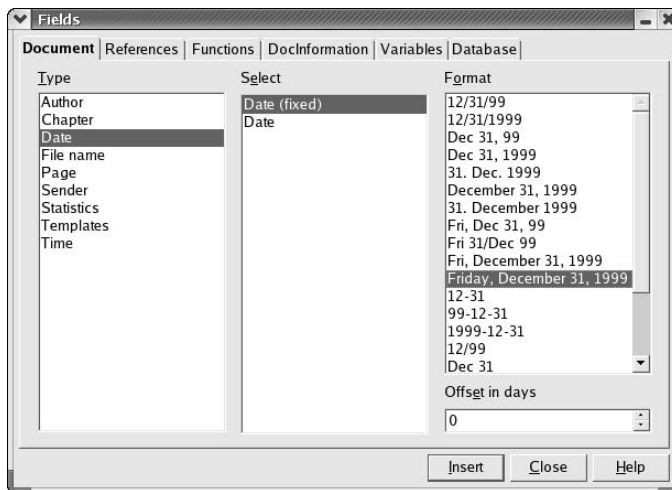 Fields
Document References Functions DocInformation Variables Database
Type
Author
Chapter
Date
File name
Page
Sender
Statistics
Templates
Time
Select
Date (fixed)
Date
Format
12/31/99
12/31/1999
Dec 31, 99
Dec 31, 1999
31. Dec. 1999
December 31, 1999
31. December 1999
Fri, Dec 31, 99
Fri 31/Dec 99
Fri, December 31, 1999
Friday, December 31, 1999
12-31
99-12-31
1999-12-31
12/99
Dec 31
Offset in days
0
Insert Close Help